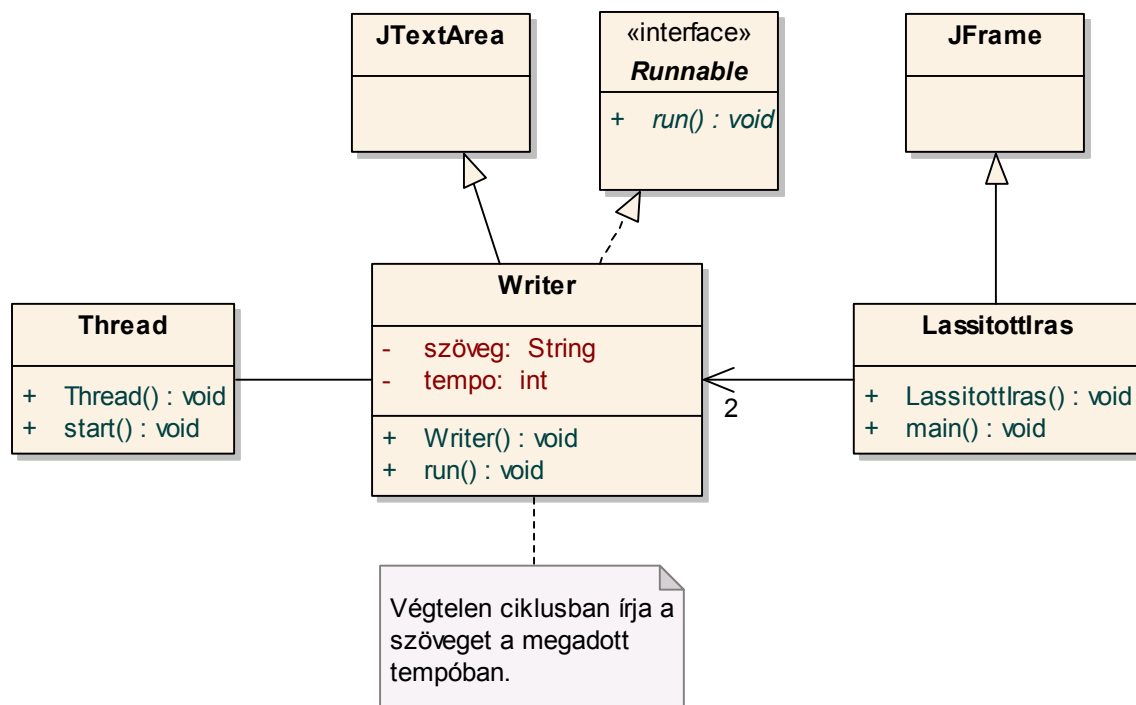 JTextArea
«interface»
Runnable
+ run() : void
JFrame
Thread
+ Thread() : void
+ start() : void
Writer
- szöveg: String
- tempo: int
+ Writer() : void
+ run() : void
2
LassitottIras
+ LassitottIras() : void
+ main() : void
Végtelen ciklusban írja a
szöveget a megadott
tempóban.